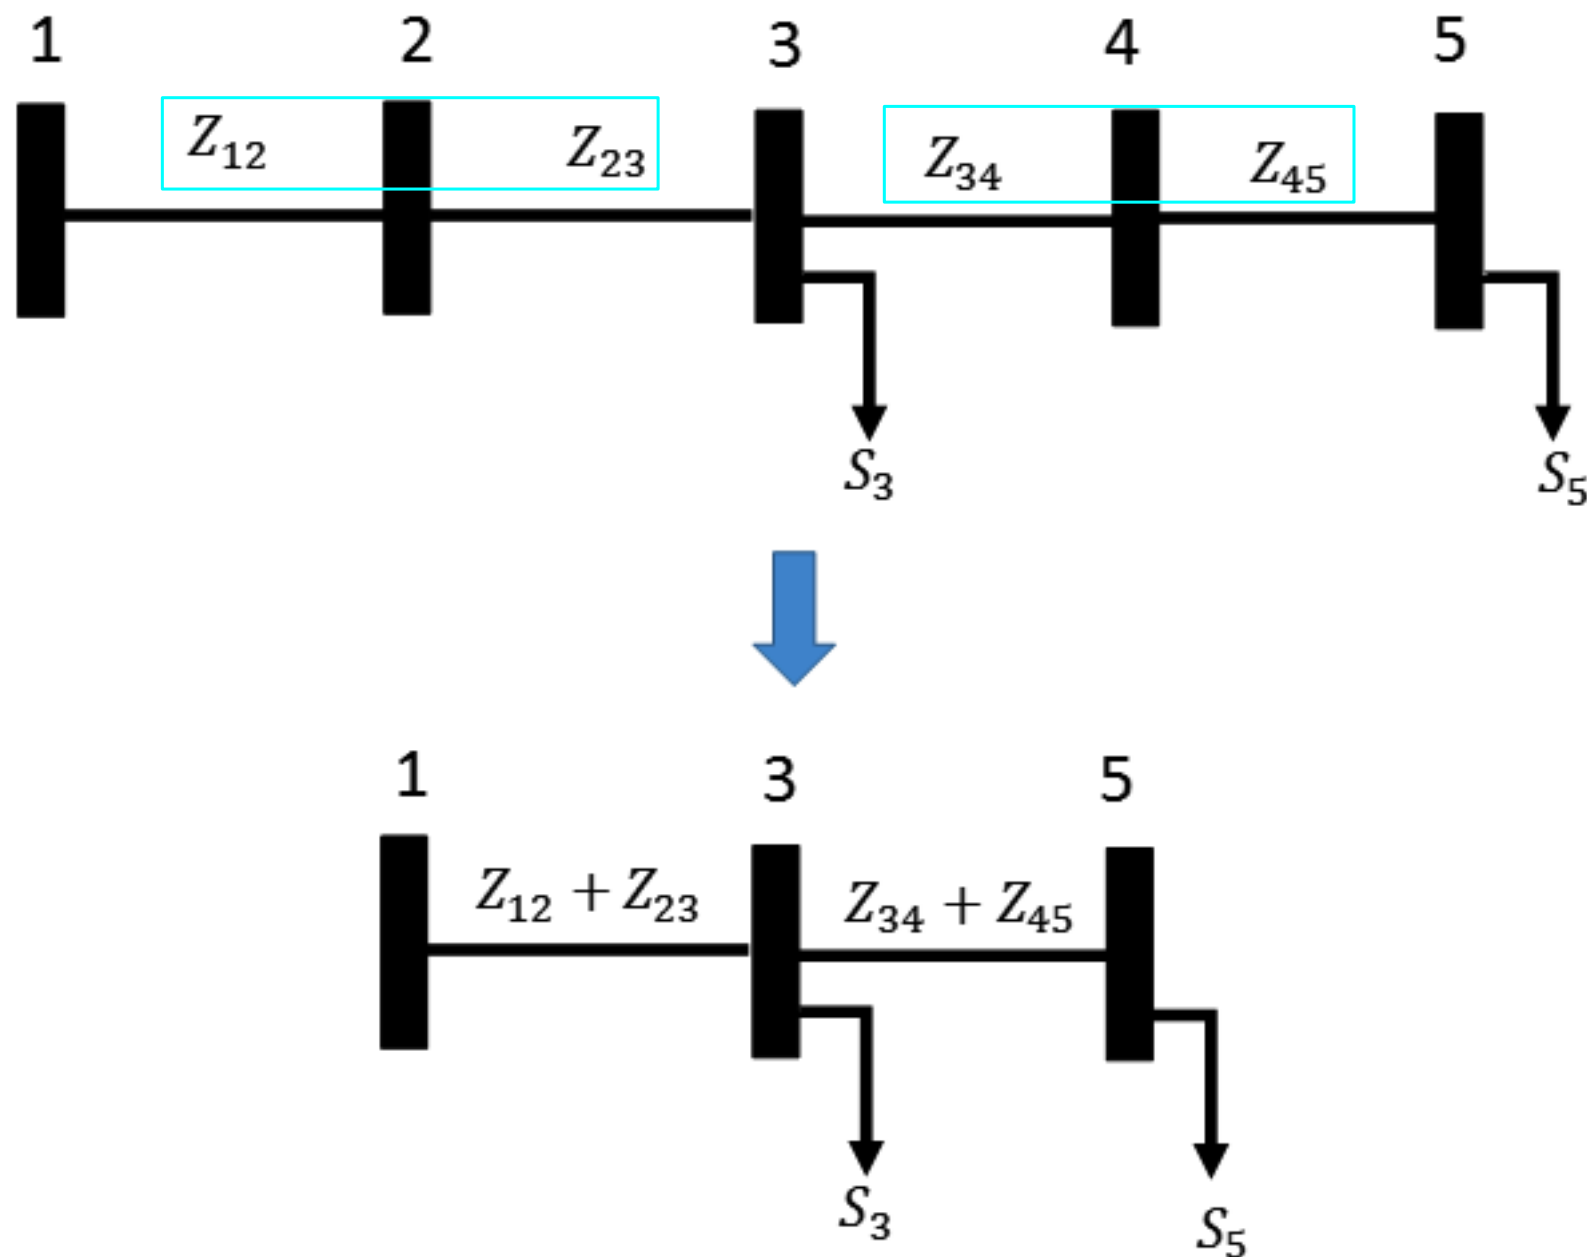 1 2 3 4 5
Z₁₂ Z₂₃ Z₃₄ Z₄₅
S₃ S₅
1 3 5
Z₁₂ + Z₂₃ Z₃₄ + Z₄₅
S₃ S₅